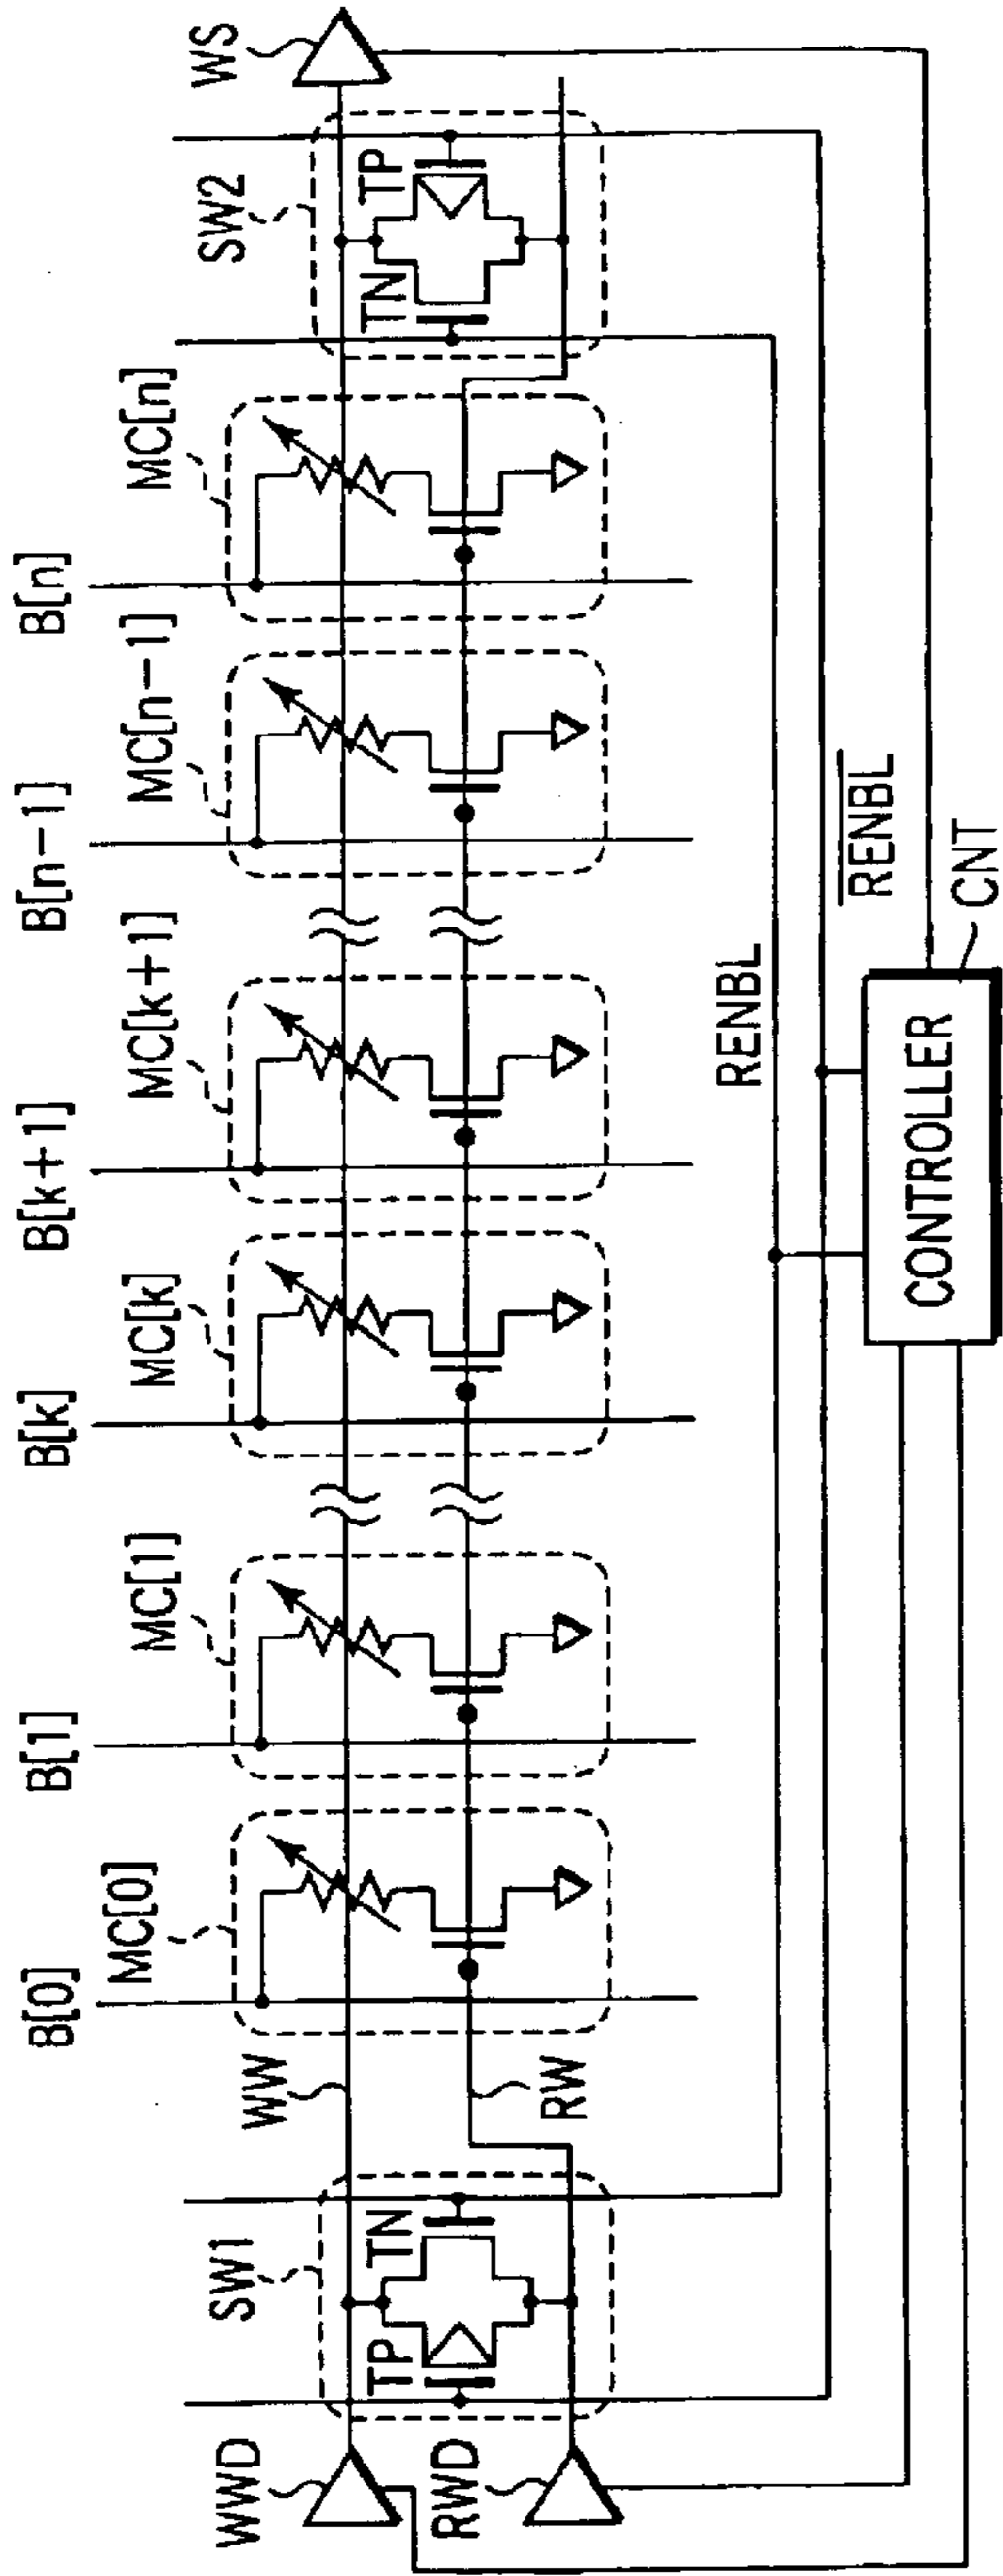 B[0]
B[1]
B[k]
B[k+1]
B[n-1]
B[n]
MC[0]
MC[1]
MC[k]
MC[k+1]
MC[n-1]
MC[n]
SW1
SW2
WS
WWD
WW
TP
TN
TN
TP
RWD
RW
RENBL
RENBL
CONTROLLER
CNT